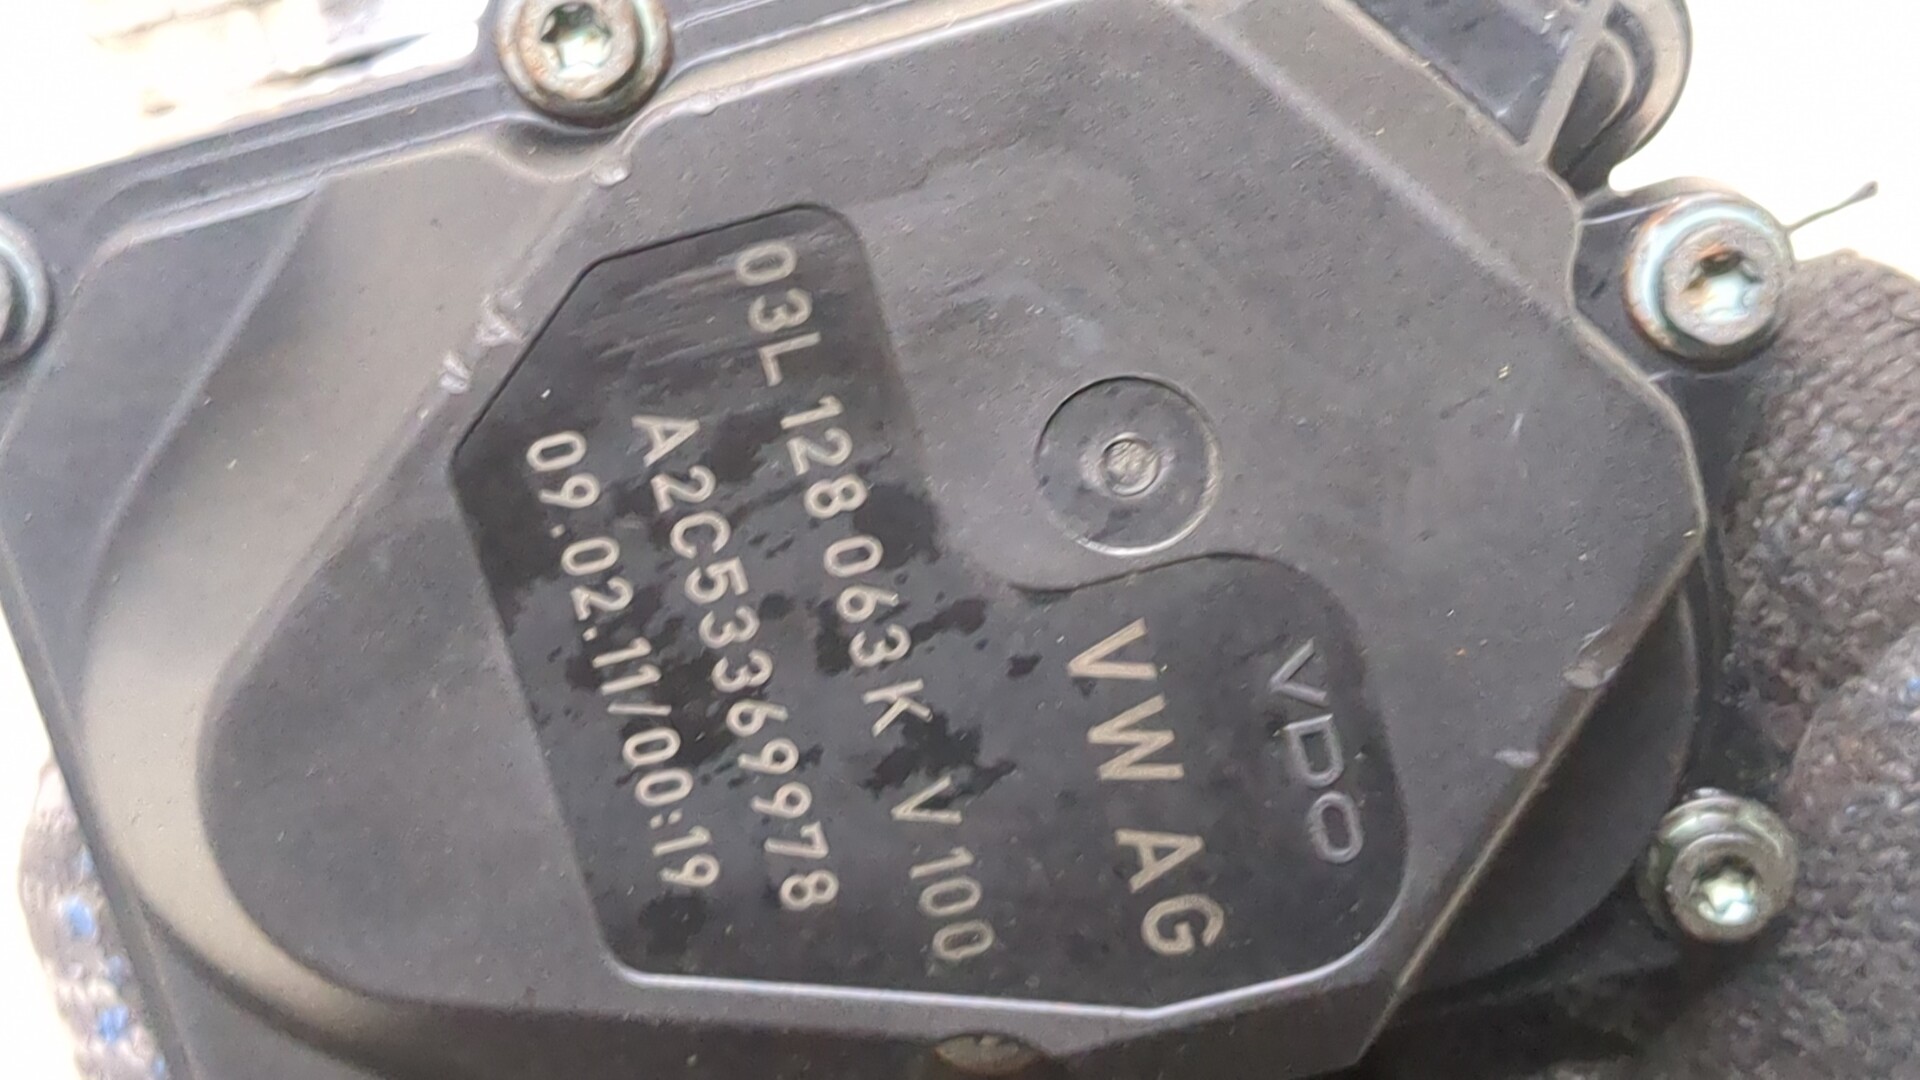 VDO
VW AG
03L 128 063 K V 100
A2C53369978
09.02.11/00:19